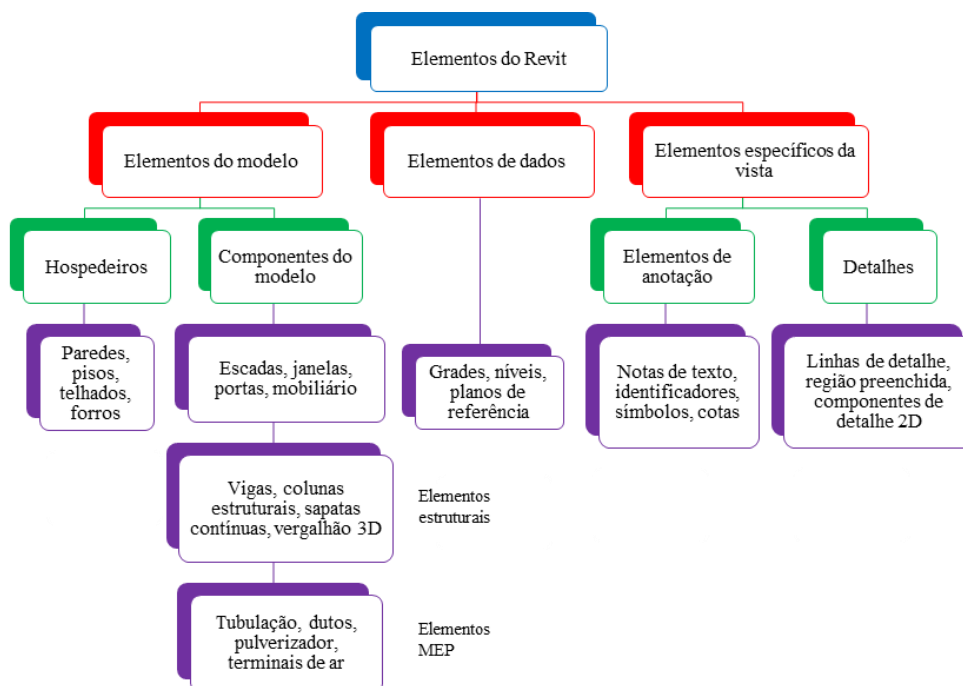 Elementos do Revit
Elementos do modelo
Elementos de dados
Elementos específicos da
vista
Hospedeiros
Componentes do
modelo
Elementos de
anotação
Detalhes
Paredes,
pisos,
telhados,
forros
Escadas, janelas,
portas, mobiliário
Grades, níveis,
planos de
referência
Notas de texto,
identificadores,
símbolos, cotas
Linhas de detalhe,
região preenchida,
componentes de
detalhe 2D
Vigas, colunas
estruturais, sapatas
contínuas, vergalhão 3D
Elementos
estruturais
Tubulação, dutos,
pulverizador,
terminais de ar
Elementos
MEP